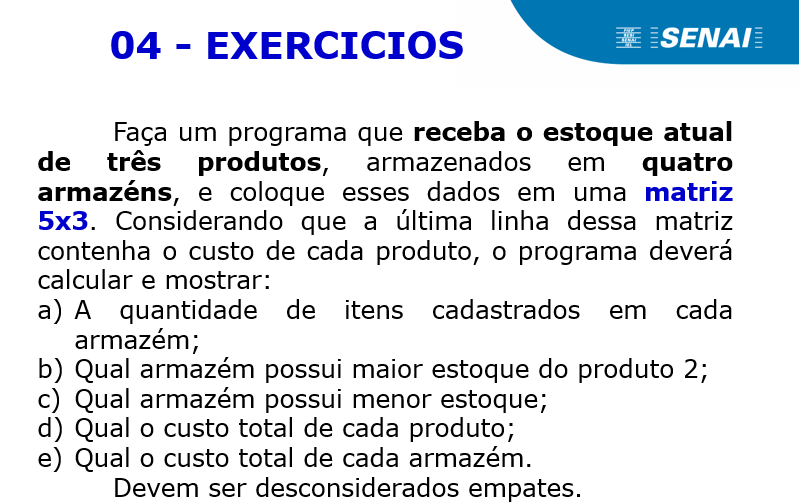 04 - EXERCICIOS
SENAI
Faça um programa que receba o estoque atual
de três produtos, armazenados em quatro
armazéns, e coloque esses dados em uma matriz
5x3. Considerando que a última linha dessa matriz
contenha o custo de cada produto, o programa deverá
calcular e mostrar:
a) A quantidade de itens cadastrados em cada
armazém;
b) Qual armazém possui maior estoque do produto 2;
c) Qual armazém possui menor estoque;
d) Qual o custo total de cada produto;
e) Qual o custo total de cada armazém.
Devem ser desconsiderados empates.